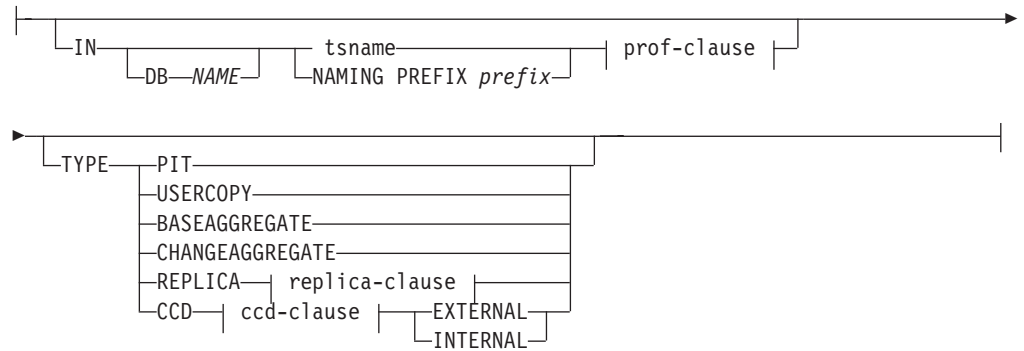 IN tsname prof-clause
DB NAME NAMING PREFIX prefix
TYPE PIT
USERCOPY
BASEAGGREGATE
CHANGEAGGREGATE
REPLICA replica-clause
CCD ccd-clause EXTERNAL
INTERNAL